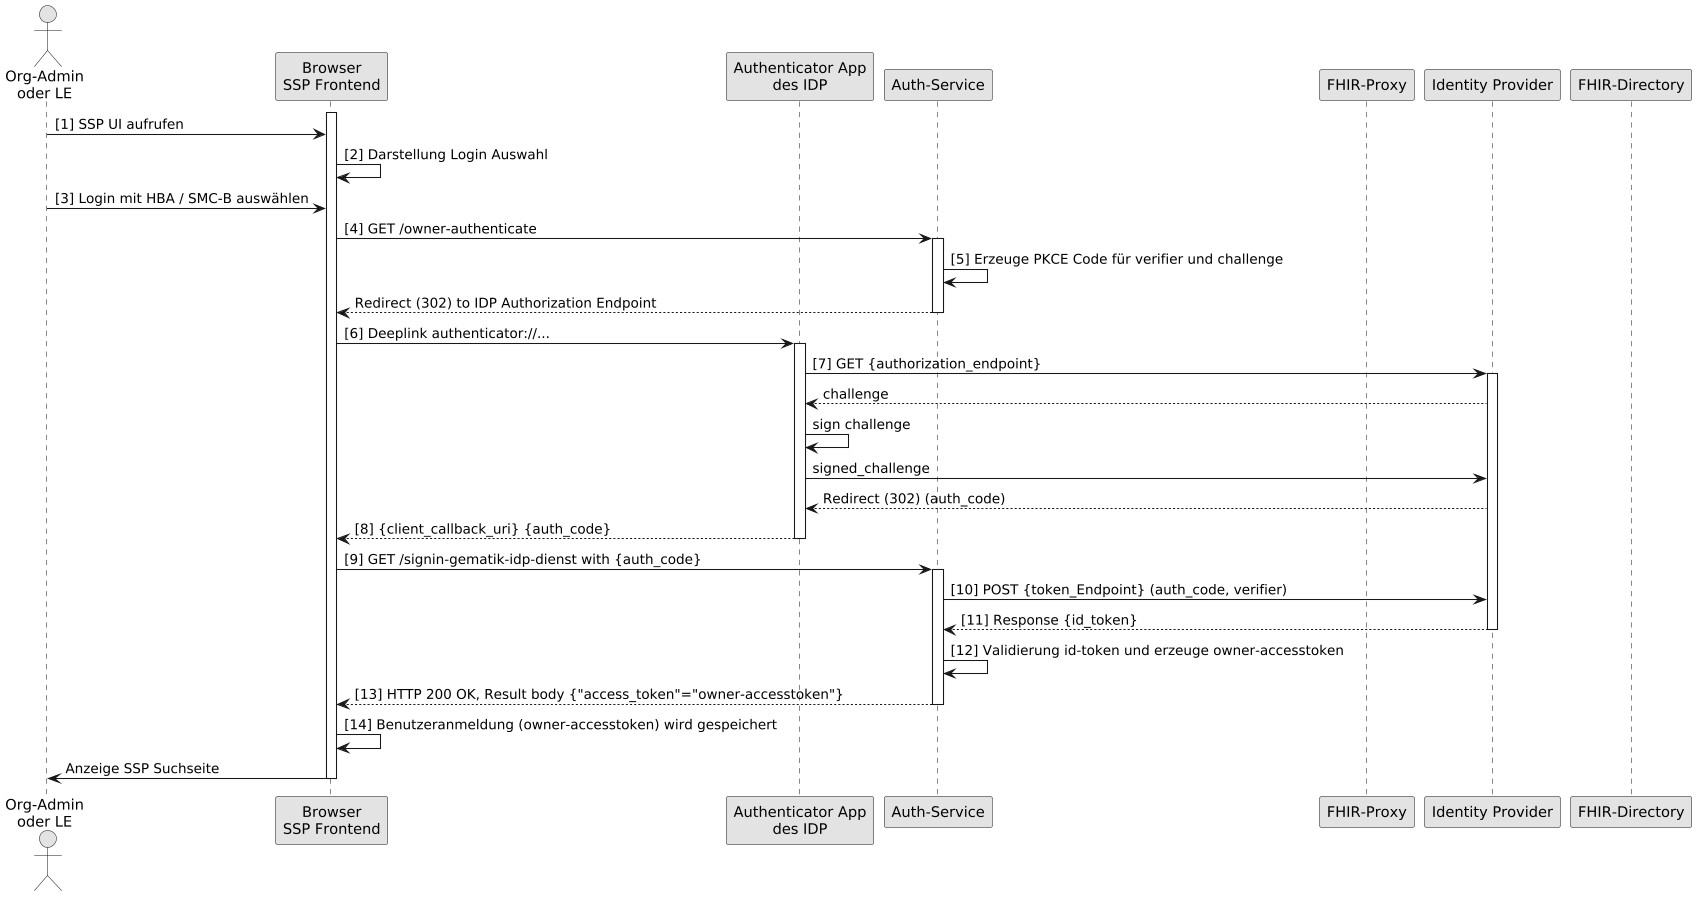 Org-Admin
oder LE
Browser
SSP Frontend
Authenticator App
des IDP
Auth-Service
FHIR-Proxy
Identity Provider
FHIR-Directory
[1] SSP UI aufrufen
[2] Darstellung Login Auswahl
[3] Login mit HBA / SMC-B auswählen
[4] GET /owner-authenticate
[5] Erzeuge PKCE Code für verifier und challenge
Redirect (302) to IDP Authorization Endpoint
[6] Deeplink authenticator://...
[7] GET {authorization_endpoint}
challenge
sign challenge
signed_challenge
Redirect (302) (auth_code)
[8] {client_callback_uri} {auth_code}
[9] GET /signin-gematik-idp-dienst with {auth_code}
[10] POST {token_Endpoint} (auth_code, verifier)
[11] Response {id_token}
[12] Validierung id-token und erzeuge owner-accesstoken
[13] HTTP 200 OK, Result body {"access_token"="owner-accesstoken"}
[14] Benutzeranmeldung (owner-accesstoken) wird gespeichert
Anzeige SSP Suchseite
Org-Admin
oder LE
Browser
SSP Frontend
Authenticator App
des IDP
Auth-Service
FHIR-Proxy
Identity Provider
FHIR-Directory